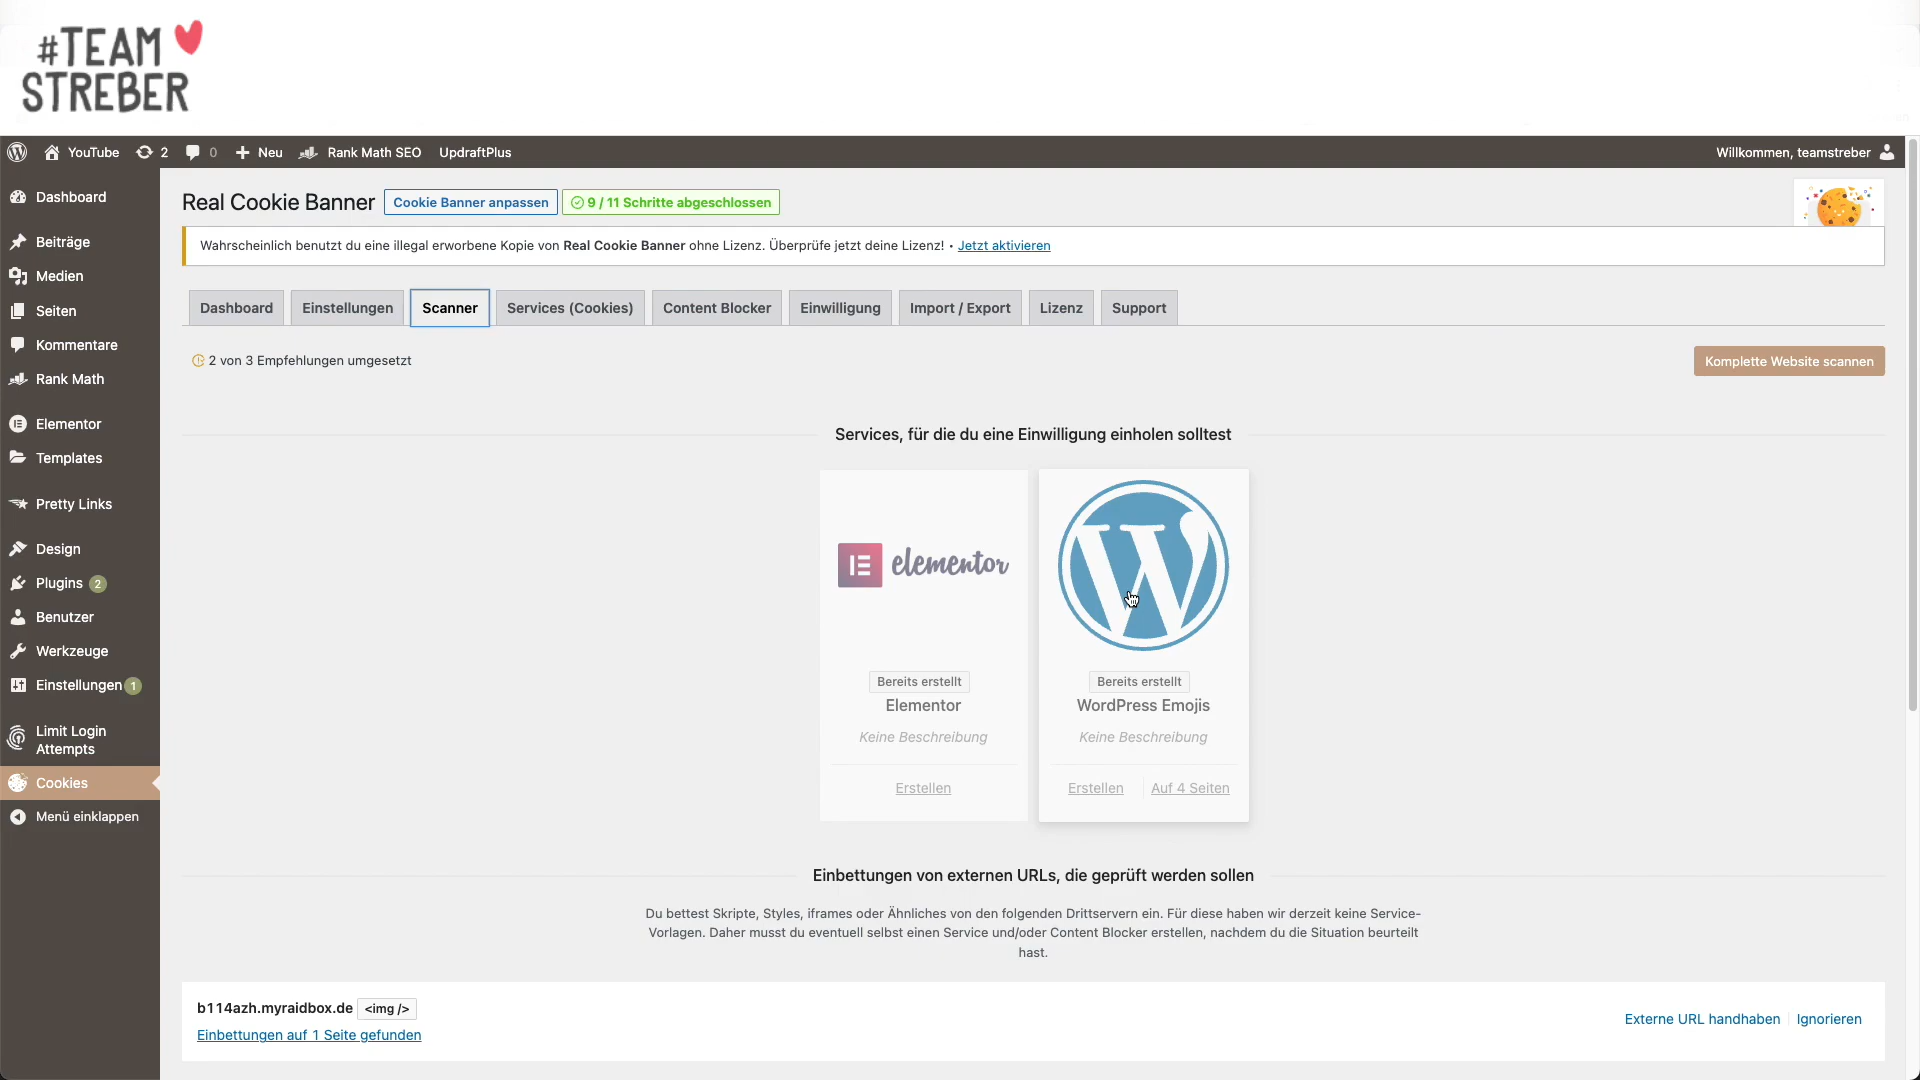 #TEAM
STREBER
YouTube 2 0 Neu Rank Math SEO UpdraftPlus Willkommen, teamstreber
Dashboard
Beiträge
Medien
Seiten
Kommentare
Rank Math
Elementor
Templates
Pretty Links
Design
Plugins 2
Benutzer
Werkzeuge
Einstellungen 1
Limit Login
Attempts
Cookies
Menü einklappen
Real Cookie Banner Cookie Banner anpassen 9 / 11 Schritte abgeschlossen
Wahrscheinlich benutzt du eine illegal erworbene Kopie von Real Cookie Banner ohne Lizenz. Überprüfe jetzt deine Lizenz! • Jetzt aktivieren
Dashboard Einstellungen Scanner Services (Cookies) Content Blocker Einwilligung Import / Export Lizenz Support
2 von 3 Empfehlungen umgesetzt Komplette Website scannen
Services, für die du eine Einwilligung einholen solltest
elementor
Bereits erstellt
Elementor
Keine Beschreibung
Erstellen
Bereits erstellt
WordPress Emojis
Keine Beschreibung
Erstellen Auf 4 Seiten
Einbettungen von externen URLs, die geprüft werden sollen
Du bettest Skripte, Styles, iframes oder Ähnliches von den folgenden Drittservern ein. Für diese haben wir derzeit keine Service-
Vorlagen. Daher musst du eventuell selbst einen Service und/oder Content Blocker erstellen, nachdem du die Situation beurteilt
hast.
b114azh.myraidbox.de <img />
Einbettungen auf 1 Seite gefunden
Externe URL handhaben Ignorieren